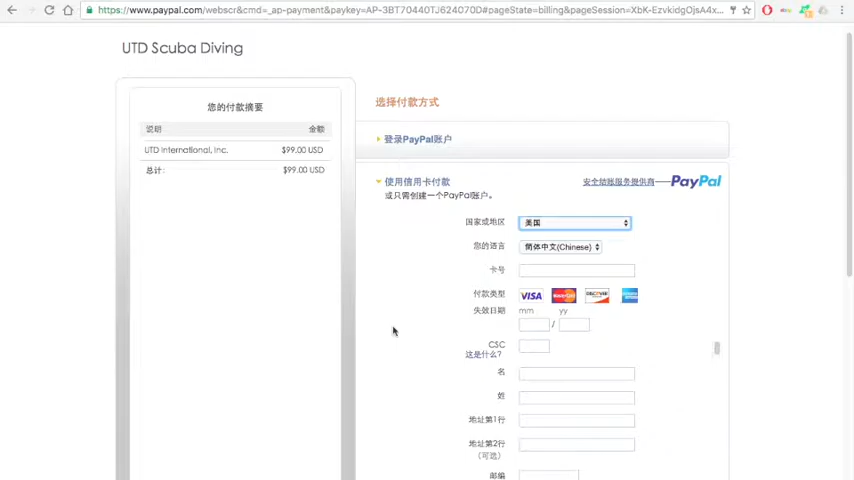 https://www.paypal.com/webscr&cmd=_ap-payment&paykey=AP-3BT70440TJ624070D#pageState=billing&pageSession=XbK-EzvkidgOjsA4x...
UTD Scuba Diving
您的付款摘要
说明 金额
UTD International, Inc. $99.00 USD
总计: $99.00 USD
选择付款方式
登录PayPal账户
使用信用卡付款
安全结账服务提供商 PayPal
或只需创建一个PayPal账户。
国家或地区 美国
您的语言 简体中文(Chinese)
卡号
付款类型 VISA MasterCard DISCOVER
失效日期 mm yy
/
CSC
这是什么?
名
姓
地址第1行
地址第2行
(可选)
邮编